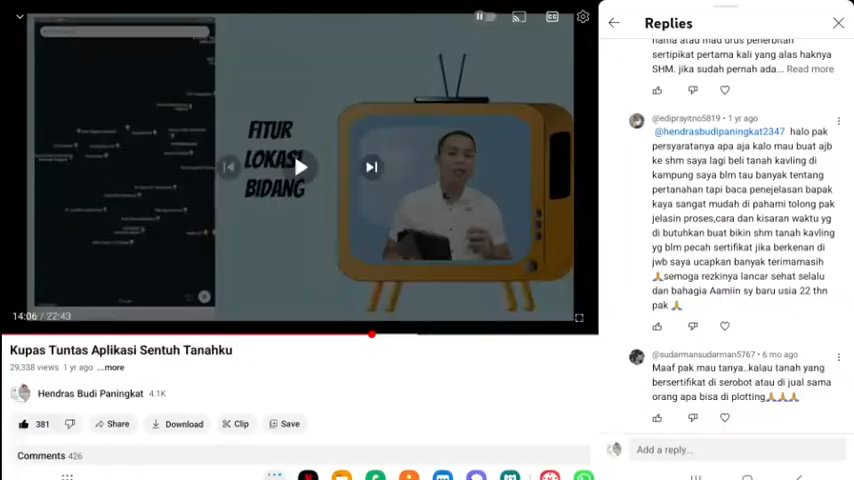 FITUR
LOKASI
BIDANG
14:06 / 22:43
Kupas Tuntas Aplikasi Sentuh Tanahku
29,338 views 1 yr ago ...more
Hendras Budi Paningkat 4.1K
381
Share
Download
Clip
Save
Comments 426
Replies
nama atau mau urus penerbitan
sertipikat pertama kali yang alas haknya
SHM. jika sudah pernah ada... Read more
@ediprayitno5819 • 1 yr ago
@hendrasbudipaningkat2347 halo pak
persyaratanya apa aja kalo mau buat ajb
ke shm saya lagi beli tanah kavling di
kampung saya blm tau banyak tentang
pertanahan tapi baca penejelasan bapak
kaya sangat mudah di pahami tolong pak
jelasin proses,cara dan kisaran waktu yg
di butuhkan buat bikin shm tanah kavling
yg blm pecah sertifikat jika berkenan di
jwb saya ucapkan banyak terimamasih
🙏semoga rezkinya lancar sehat selalu
dan bahagia Aamiin sy baru usia 22 thn
pak 🙏
@sudarmansudarman5767 • 6 mo ago
Maaf pak mau tanya..kalau tanah yang
bersertifikat di serobot atau di jual sama
orang apa bisa di plotting🙏🙏🙏
Add a reply...